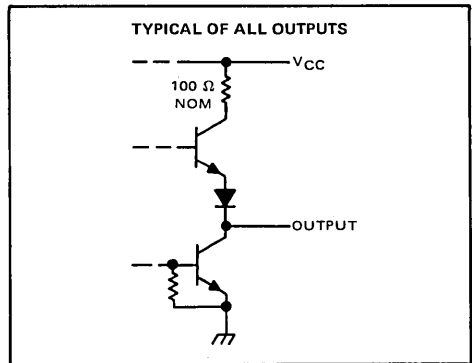 TYPICAL OF ALL OUTPUTS
VCC
100 Ω
NOM
OUTPUT